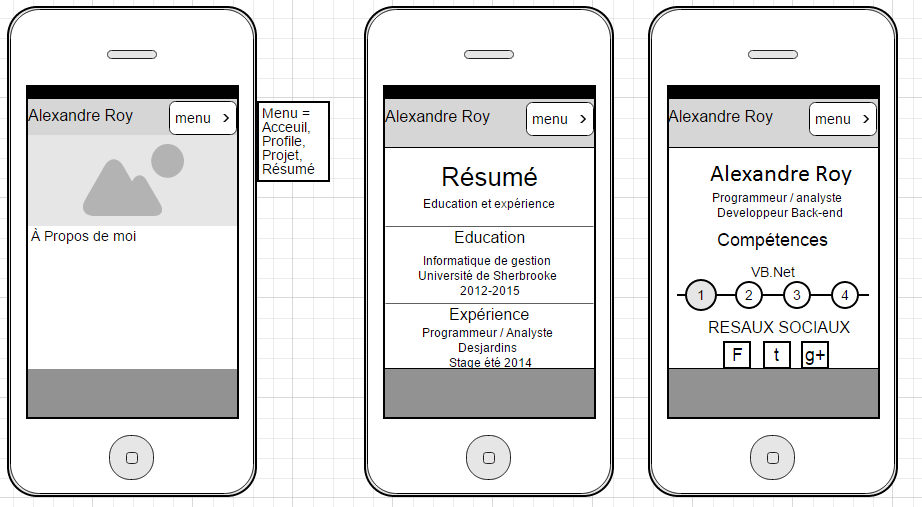 Alexandre Roy
menu >
À Propos de moi
Menu =
Acceuil,
Profile,
Projet,
Résumé
Alexandre Roy
menu >
Résumé
Education et expérience
Education
Informatique de gestion
Université de Sherbrooke
2012-2015
Expérience
Programmeur / Analyste
Desjardins
Stage été 2014
Alexandre Roy
menu >
Alexandre Roy
Programmeur / analyste
Developpeur Back-end
Compétences
VB.Net
1 2 3 4
RESAUX SOCIAUX
F t g+